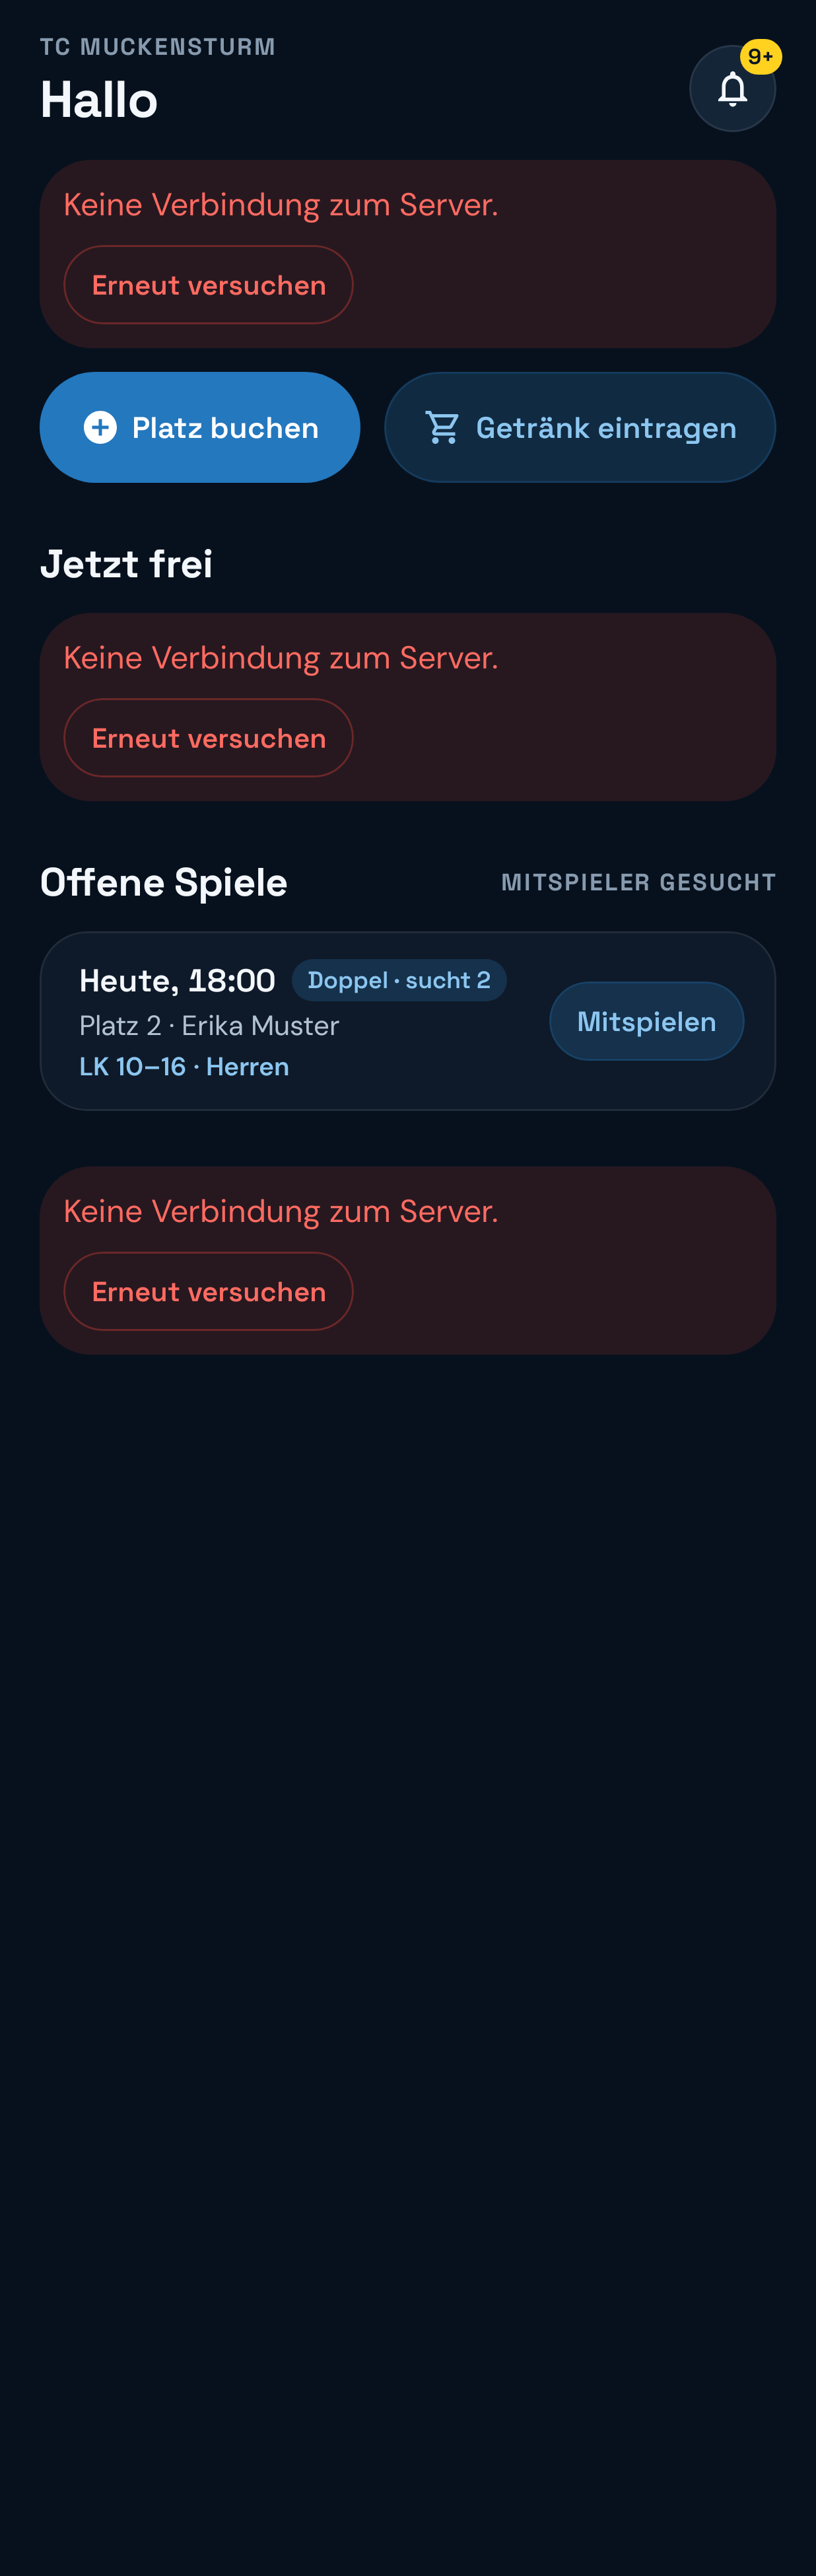 TC MUCKENSTURM
Hallo
9+
Keine Verbindung zum Server.
Erneut versuchen
Platz buchen
Getränk eintragen
Jetzt frei
Keine Verbindung zum Server.
Erneut versuchen
Offene Spiele
MITSPIELER GESUCHT
Heute, 18:00
Doppel · sucht 2
Platz 2 · Erika Muster
LK 10–16 · Herren
Mitspielen
Keine Verbindung zum Server.
Erneut versuchen